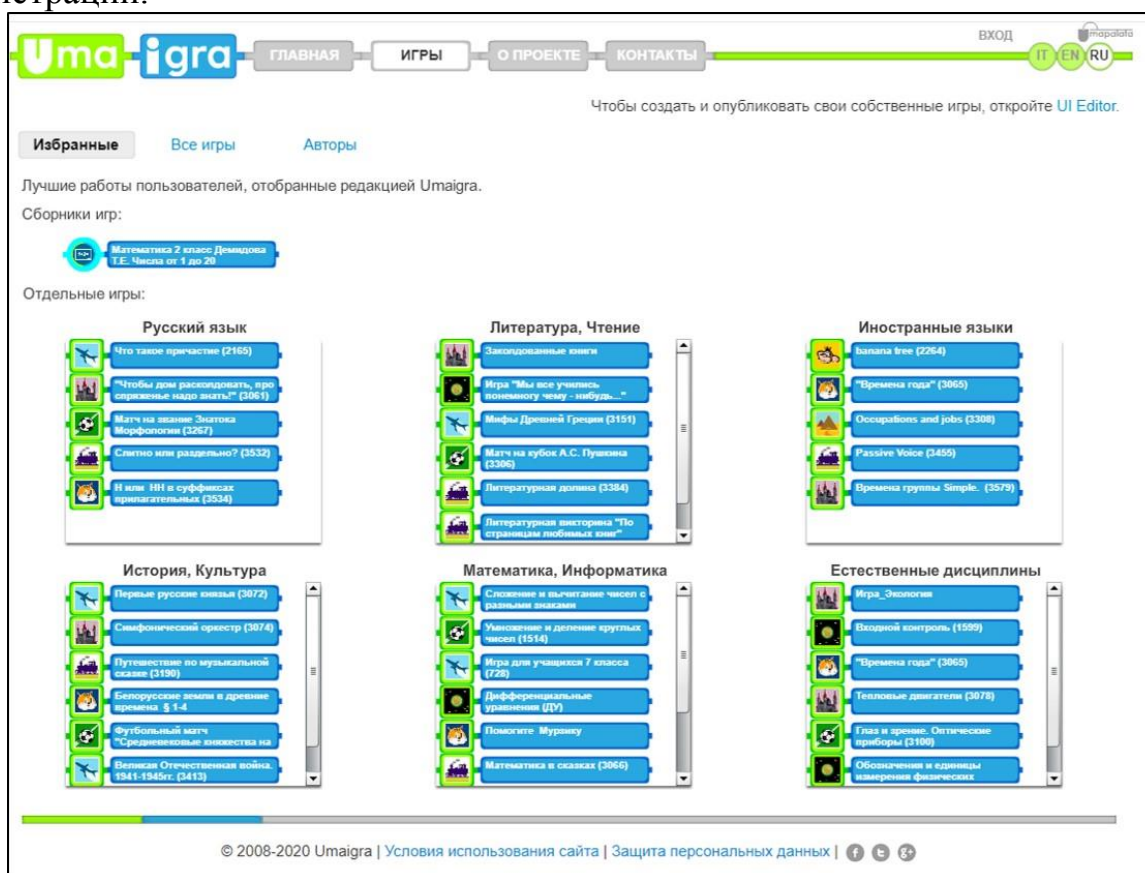 страции.
Uma igra ГЛАВНАЯ ИГРЫ О ПРОЕКТЕ КОНТАКТЫ ВХОД Umapalata IT EN RU
Чтобы создать и опубликовать свои собственные игры, откройте UI Editor.
Избранные Все игры Авторы
Лучшие работы пользователей, отобранные редакцией Umaigra.
Сборники игр:
Математика 2 класс Демидова
Т.Е. Числа от 1 до 20
Отдельные игры:
Русский язык
Что такое причастие (2165)
"Чтобы дом расколдовать, про
спряженье надо знать!" (3061)
Матч на звание Знатока
Морфологии (3267)
Слитно или раздельно? (3532)
Н или НН в суффиксах
прилагательных (3534)
Литература, Чтение
Заколдованные книги
Игра "Мы все учились
понемногу чему - нибудь..."
Мифы Древней Греции (3151)
Матч на кубок А.С. Пушкина
(3306)
Литературная долина (3384)
Литературная викторина "По
страницам любимых книг"
Иностранные языки
banana tree (2264)
"Времена года" (3065)
Occupations and jobs (3308)
Passive Voice (3455)
Времена группы Simple. (3579)
История, Культура
Первые русские князья (3072)
Симфонический оркестр (3074)
Путешествие по музыкальной
сказке (3190)
Белорусские земли в древние
времена § 1-4
Футбольный матч
"Средневековые княжества на
Великая Отечественная война.
1941-1945гг. (3413)
Математика, Информатика
Сложение и вычитание чисел с
разными знаками
Умножение и деление круглых
чисел (1514)
Игра для учащихся 7 класса
(728)
Дифференциальные
уравнения (ДУ)
Помогите Мурзику
Математика в сказках (3066)
Естественные дисциплины
Игра_Экология
Входной контроль (1599)
"Времена года" (3065)
Тепловые двигатели (3078)
Глаз и зрение. Оптические
приборы (3100)
Обозначения и единицы
измерения физических
© 2008-2020 Umaigra | Условия использования сайта | Защита персональных данных |